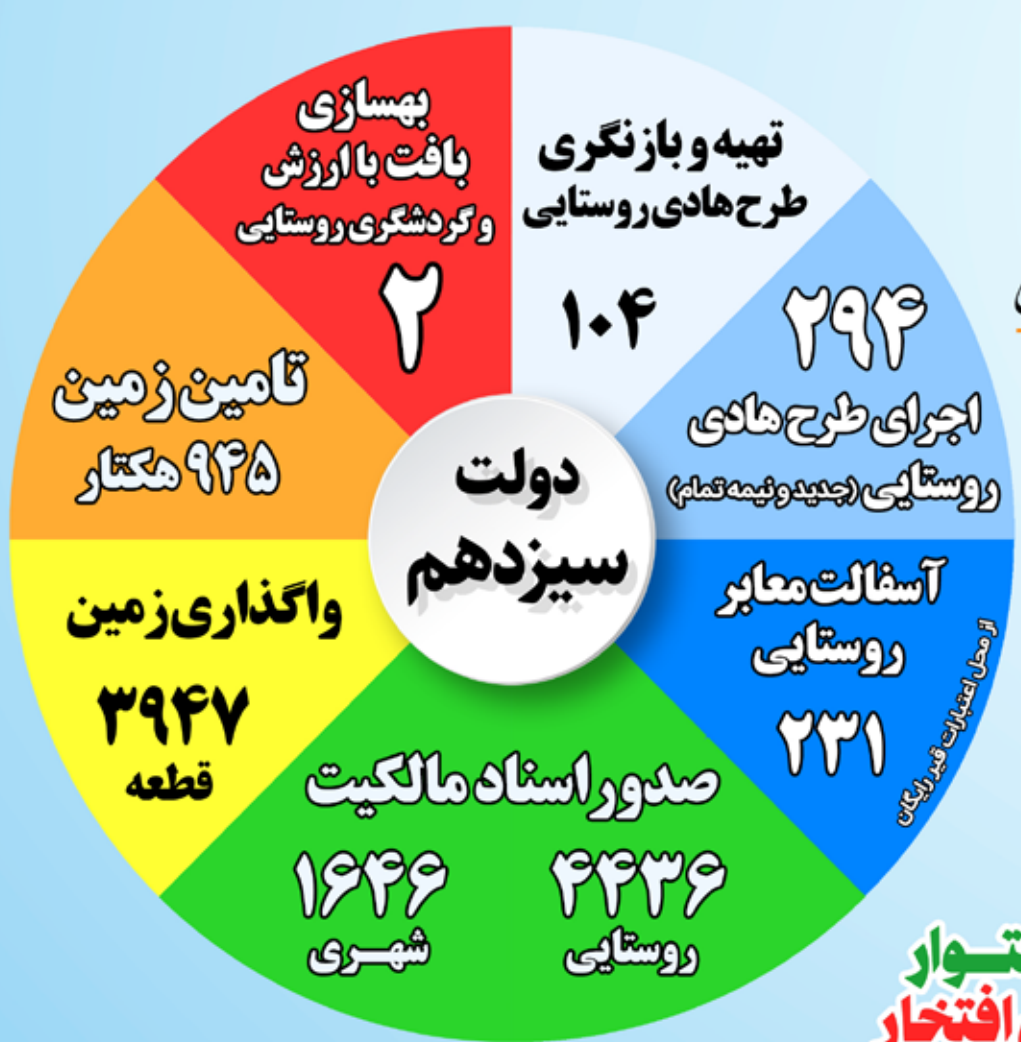 دولت
سیزدهم
تهیه و بازنگری
طرح هادی روستایی
۱۰۴
۲۹۴
اجرای طرح هادی
روستایی (جدید و نیمه تمام)
آسفالت معابر
روستایی
۲۳۱
از محل اعتبارات قیر رایگان
صدور اسناد مالکیت
۴۴۳۶
روستایی
۱۶۴۶
شهری
واگذاری زمین
۳۹۴۷
قطعه
تامین زمین
۹۴۵ هکتار
بهسازی
بافت با ارزش
و گردشگری روستایی
۲
افتخار